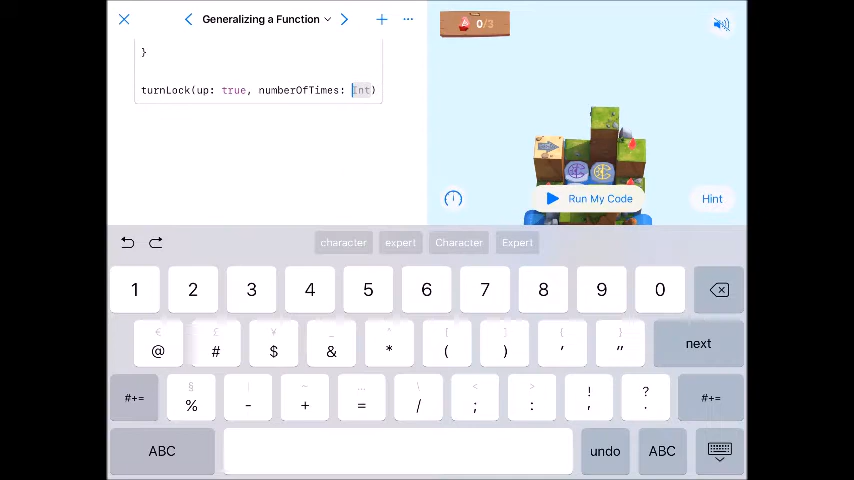 Generalizing a Function
0/3
}
turnLock(up: true, numberOfTimes: Int)
Run My Code
Hint
character expert Character Expert
1 2 3 4 5 6 7 8 9 0
€ £ ¥ _ ^ [ ] { }
@ # $ & * ( ) ' "
next
§ | ~ … \ < > ! ?
#+= % - + = / ; : , . #+=
ABC undo ABC